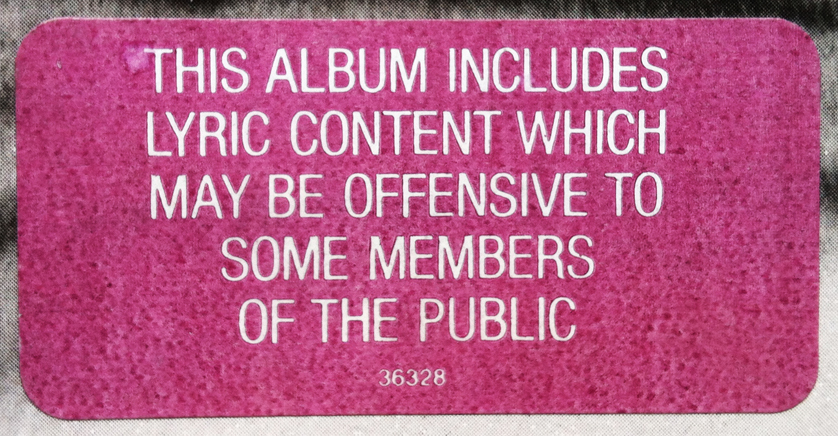 THIS ALBUM INCLUDES
LYRIC CONTENT WHICH
MAY BE OFFENSIVE TO
SOME MEMBERS
OF THE PUBLIC
36328